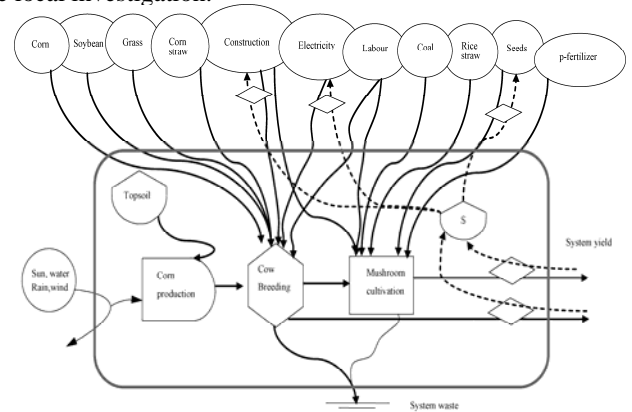 Corn
Soybean
Grass
Corn
straw
Construction
Electricity
Labour
Coal
Rice
straw
Seeds
p-fertilizer
Topsoil
S
System yield
Sun, water
Rain,wind
Corn
production
Cow
Breeding
Mushroom
cultivation
System waste